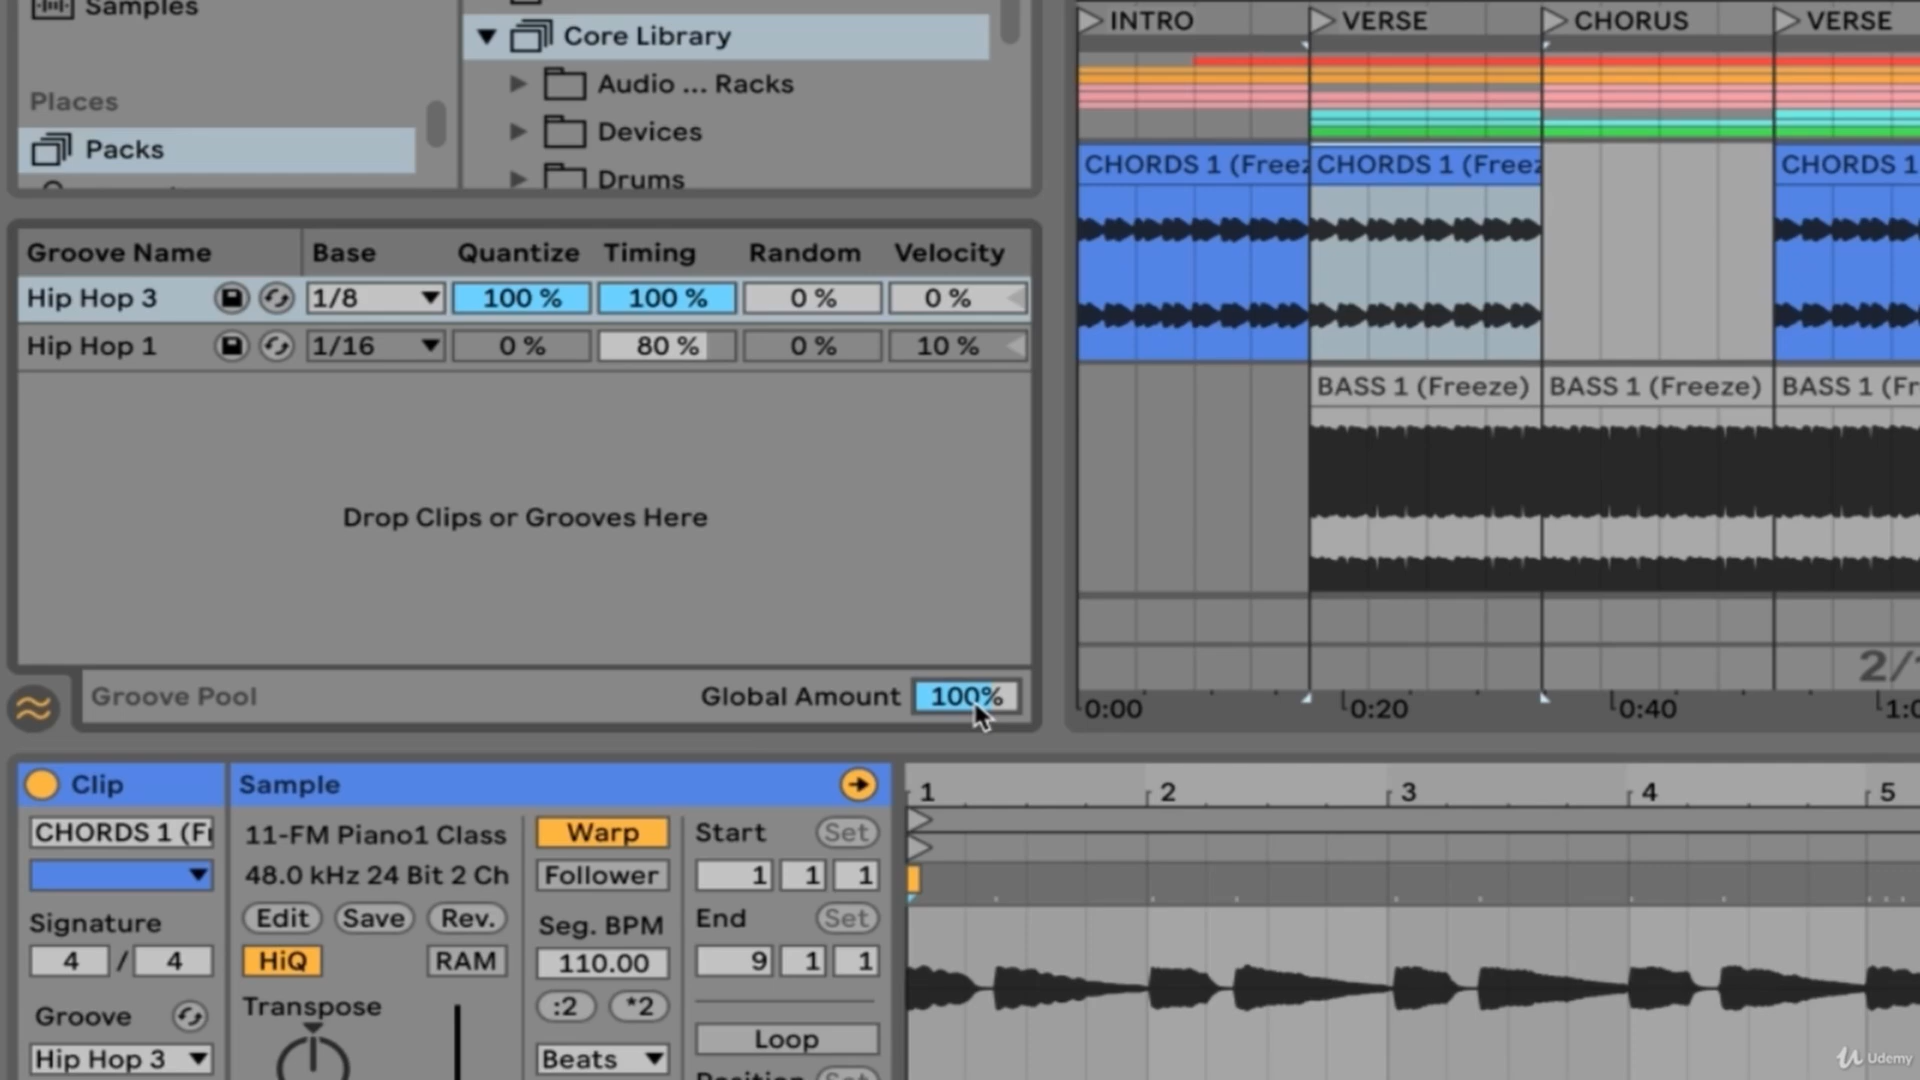 Samples
Places
Packs
Core Library
Audio ... Racks
Devices
Drums
Groove Name Base Quantize Timing Random Velocity
Hip Hop 3 1/8 100 % 100 % 0 % 0 %
Hip Hop 1 1/16 0 % 80 % 0 % 10 %
Drop Clips or Grooves Here
Groove Pool Global Amount 100%
INTRO VERSE CHORUS VERSE
CHORDS 1 (Freez CHORDS 1 (Freez CHORDS 1
BASS 1 (Freeze) BASS 1 (Freeze) BASS 1 (Fr
2/
0:00 0:20 0:40 1:0
Clip
CHORDS 1 (Fr
Signature
4 / 4
Groove
Hip Hop 3
Sample
11-FM Piano1 Class
48.0 kHz 24 Bit 2 Ch
Edit Save Rev.
HiQ RAM
Transpose
Warp
Follower
Seg. BPM
110.00
:2 *2
Beats
Start Set
1 1 1
End Set
9 1 1
Loop
Position Set
1 2 3 4 5
Udemy